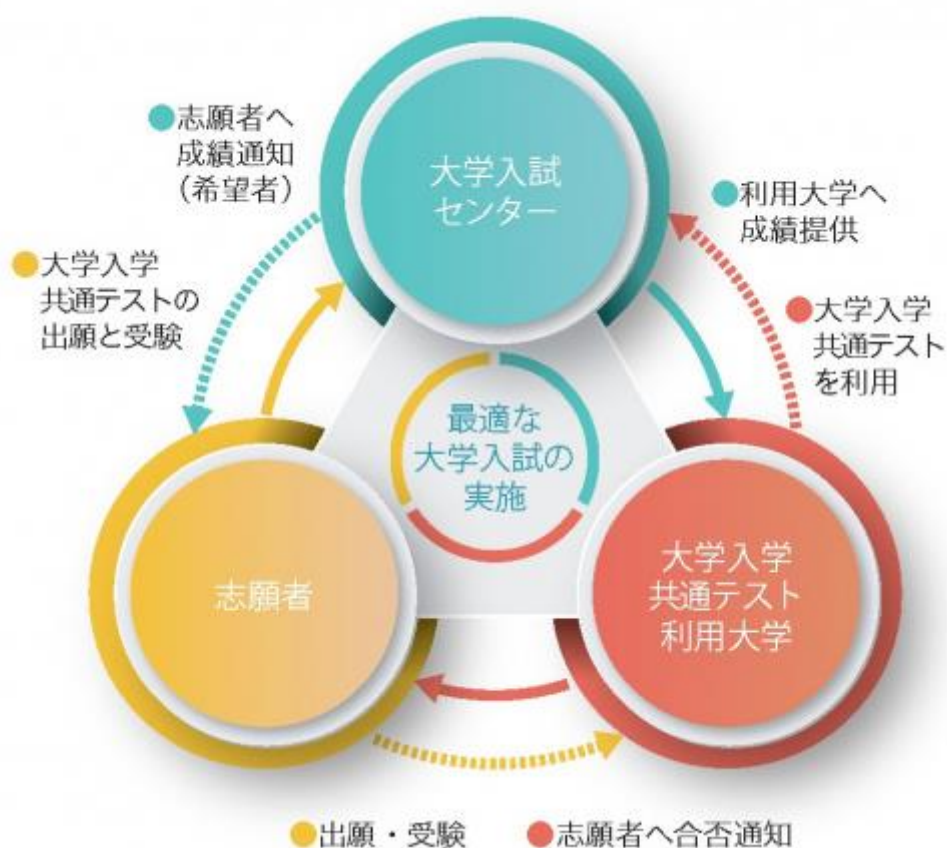 ●志願者へ
成績通知
（希望者）
大学入試
センター
●利用大学へ
成績提供
●大学入学
共通テストの
出願と受験
●大学入学
共通テスト
を利用
最適な
大学入試の
実施
志願者
大学入学
共通テスト
利用大学
●出願・受験
●志願者へ合否通知